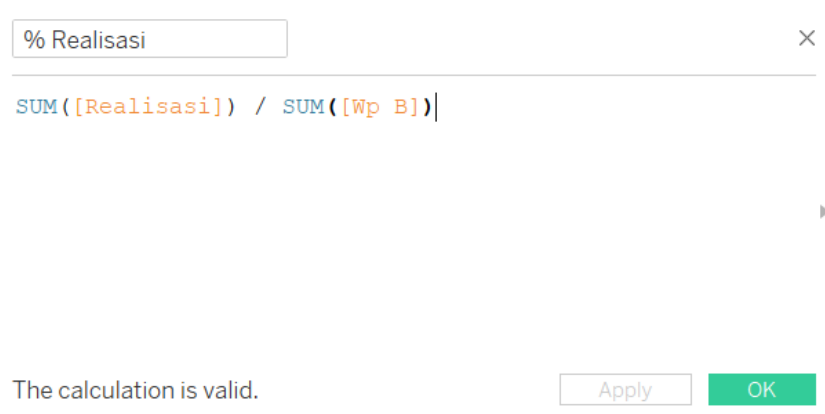 % Realisasi
SUM([Realisasi]) / SUM([Wp B])
The calculation is valid.
Apply
OK